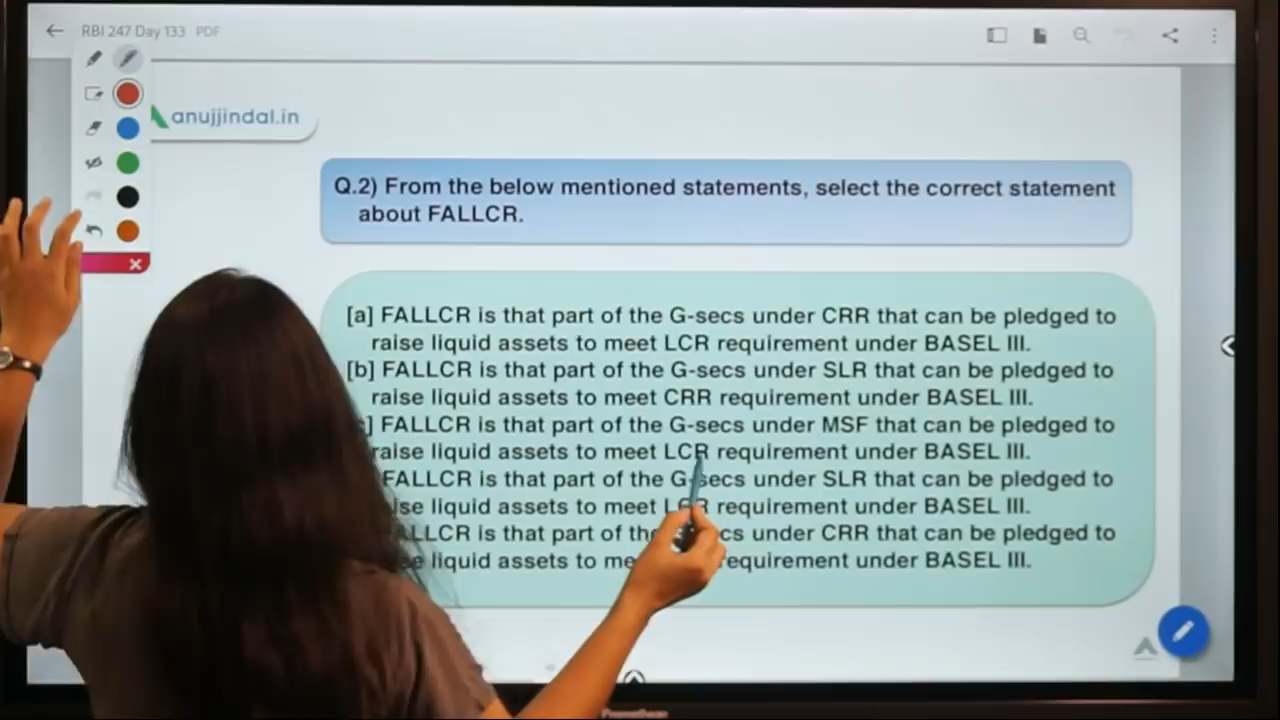 RBI 247 Day 133 PDF
anujjindal.in
Q.2) From the below mentioned statements, select the correct statement
about FALLCR.
[a] FALLCR is that part of the G-secs under CRR that can be pledged to
raise liquid assets to meet LCR requirement under BASEL III.
[b] FALLCR is that part of the G-secs under SLR that can be pledged to
raise liquid assets to meet CRR requirement under BASEL III.
FALLCR is that part of the G-secs under MSF that can be pledged to
raise liquid assets to meet LCR requirement under BASEL III.
FALLCR is that part of the G-secs under SLR that can be pledged to
liquid assets to meet LCR requirement under BASEL III.
is that part of the under CRR that can be pledged to
liquid assets to requirement under BASEL III.